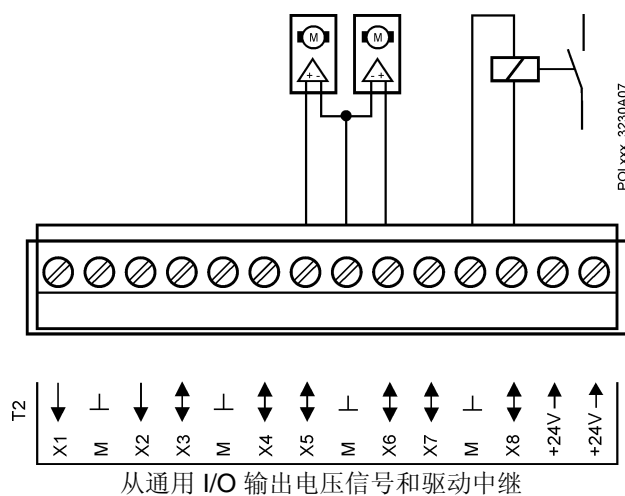 M M
+ - - +
POLxxx_3230A07
T2
X1 M X2 X3 M X4 X5 M X6 X7 M X8 +24V +24V
从通用 I/O 输出电压信号和驱动中继